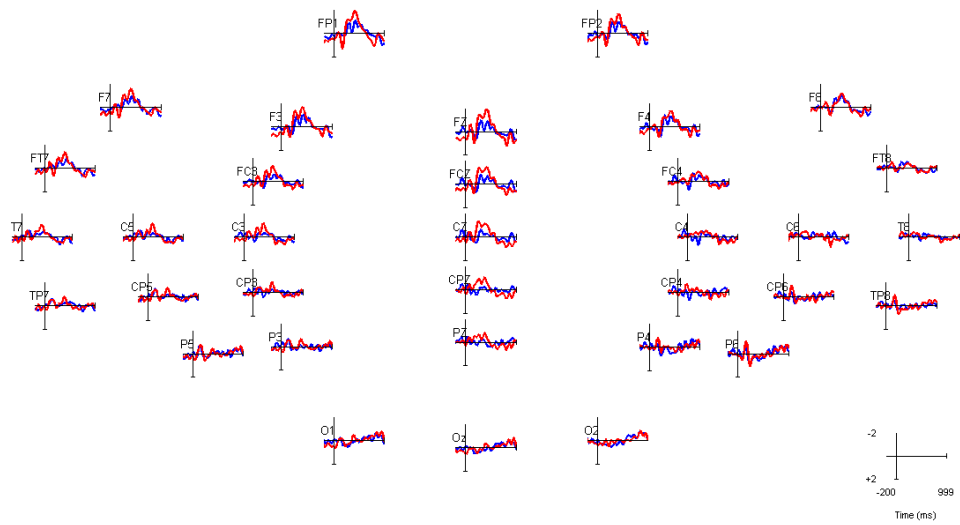 FP1 FP2
F7 F3 FZ F4 F8
FT7 FC3 FCZ FC4 FT8
T7 C5 C3 CZ C4 C6 T8
TP7 CP5 CP3 CPZ CP4 CP6 TP8
P5 P3 PZ P4 P6
O1 Oz O2
-2
+2
-200 999
Time (ms)